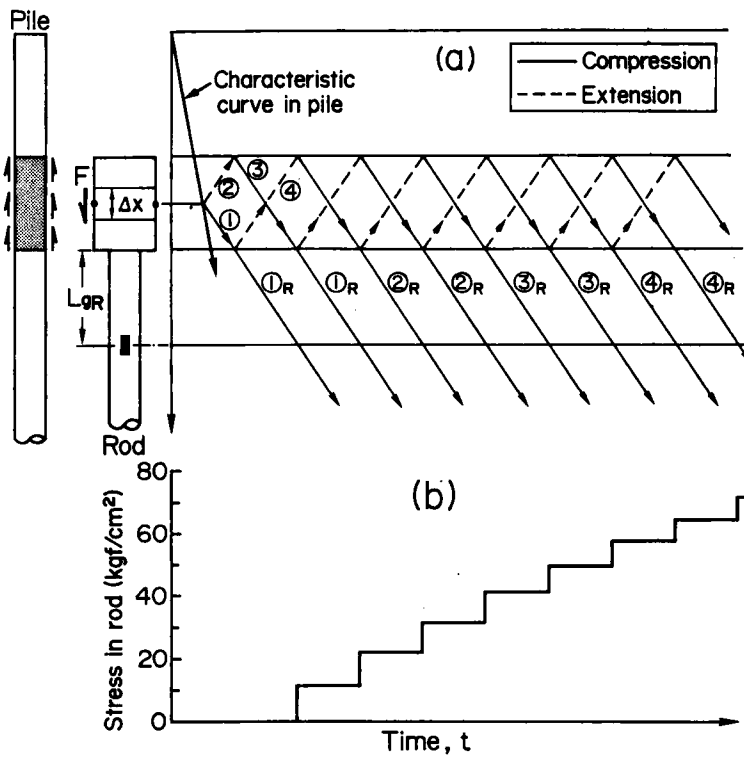 Pile
(a)
Compression
Extension
Characteristic
curve in pile
F
Δx
③
②
④
①
LgR
①R ①R ②R ②R ③R ③R ④R ④R
Rod
(b)
Stress in rod (kgf/cm²)
80
60
40
20
0
Time, t